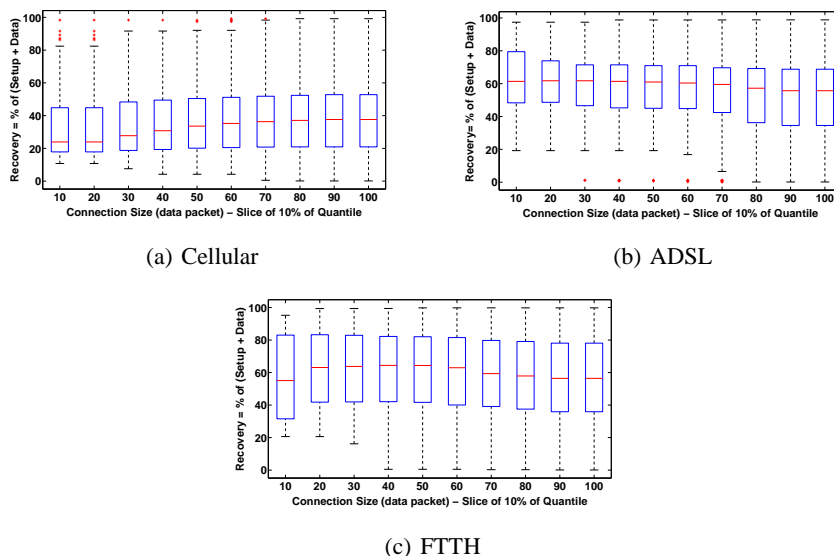 100
80
60
40
20
0
Recovery = % of (Setup + Data)
10 20 30 40 50 60 70 80 90 100
Connection Size (data packet) – Slice of 10% of Quantile
(a) Cellular
100
80
60
40
20
0
Recovery= % of (Setup + Data)
10 20 30 40 50 60 70 80 90 100
Connection Size (data packet) – Slice of 10% of Quantile
(b) ADSL
100
80
60
40
20
0
Recovery = % of (Setup + Data)
10 20 30 40 50 60 70 80 90 100
Connection Size (data packet) – Slice of 10% of Quantile
(c) FTTH